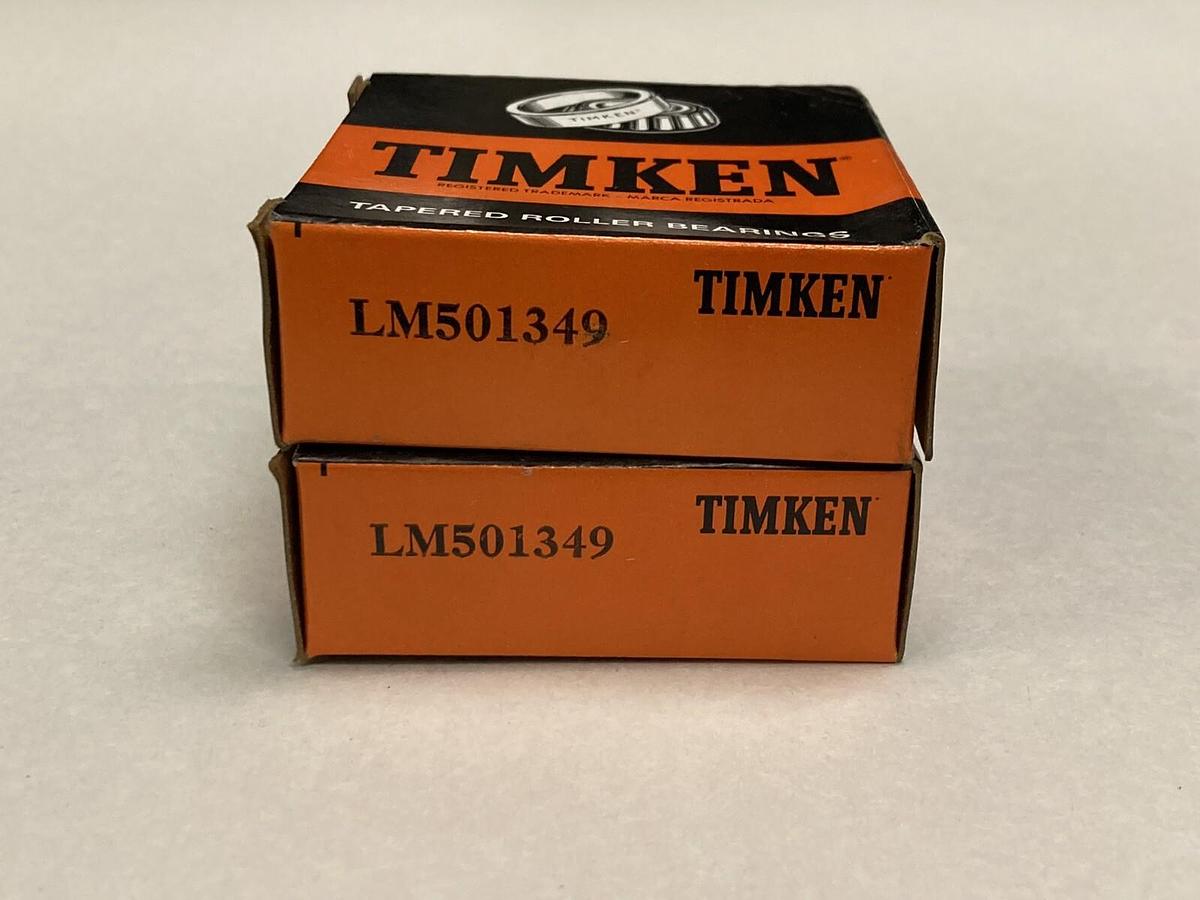 TIMKEN®
TIMKEN®
REGISTERED TRADEMARK - MARCA REGISTRADA
TAPERED ROLLER BEARINGS
LM501349
TIMKEN
LM501349
TIMKEN